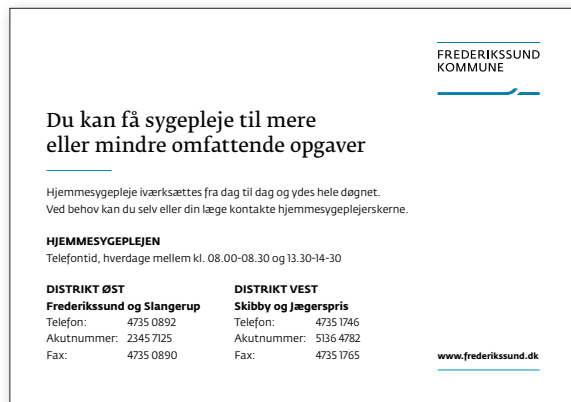 FREDERIKSSUND
KOMMUNE
Du kan få sygepleje til mere
eller mindre omfattende opgaver
Hjemmesygepleje iværksættes fra dag til dag og ydes hele døgnet.
Ved behov kan du selv eller din læge kontakte hjemmesygeplejerskerne.
HJEMMESYGEPLEJEN
Telefontid, hverdage mellem kl. 08.00-08.30 og 13.30-14-30
DISTRIKT ØST
Frederikssund og Slangerup
Telefon: 4735 0892
Akutnummer: 2345 7125
Fax: 4735 0890
DISTRIKT VEST
Skibby og Jægerspris
Telefon: 4735 1746
Akutnummer: 5136 4782
Fax: 4735 1765
www.frederikssund.dk